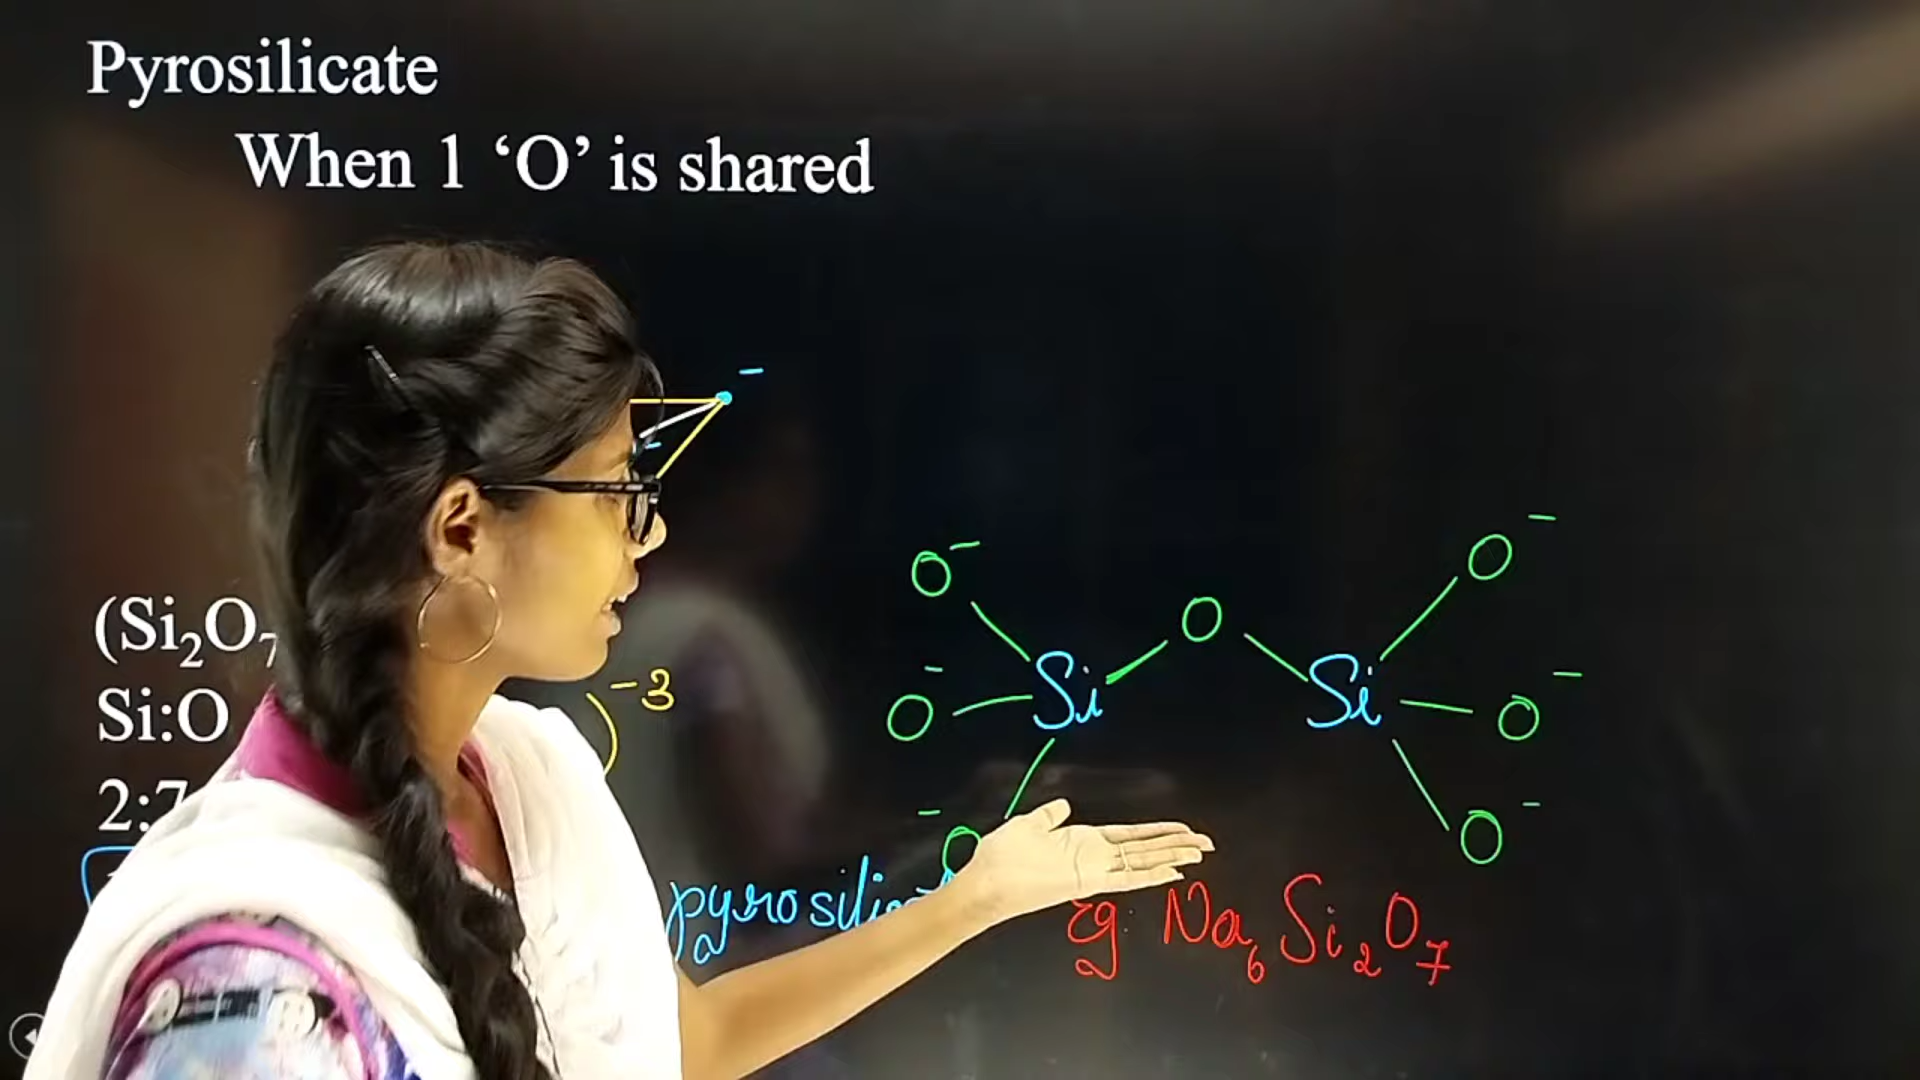 Pyrosilicate
When 1 ‘O’ is shared
(Si₂O₇
Si:O
2:7
-3
O⁻ O O⁻
O⁻ Si Si O⁻
O⁻ O⁻
Eg: Na₆Si₂O₇